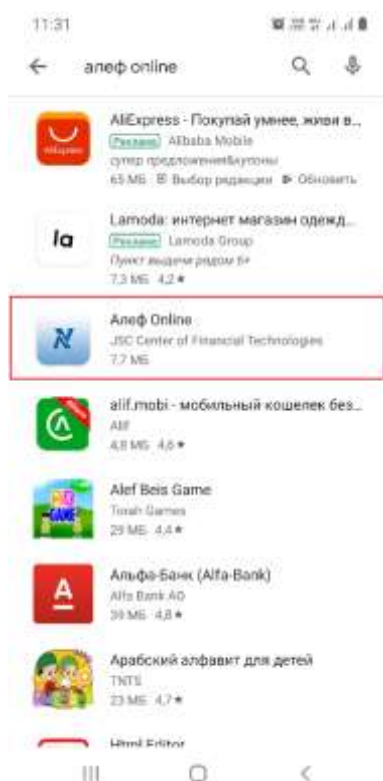 11:31
алеф online
AliExpress - Покупай умнее, живи в...
Реклама Alibaba Mobile
супер предложения&купоны
65 МБ Выбор редакции Обновить
Lamoda: интернет магазин одежд...
Реклама Lamoda Group
Пункт выдачи рядом 6+
7,3 МБ 4,2 ★
Алеф Online
JSC Center of Financial Technologies
7,7 МБ
alif.mobi - мобильный кошелек без...
Alif
4,8 МБ 4,6 ★
Alef Beis Game
Torah Games
29 МБ 4,4 ★
Альфа-Банк (Alfa-Bank)
Alfa Bank AO
39 МБ 4,8 ★
Арабский алфавит для детей
TNTS
23 МБ 4,7 ★
Html Editor